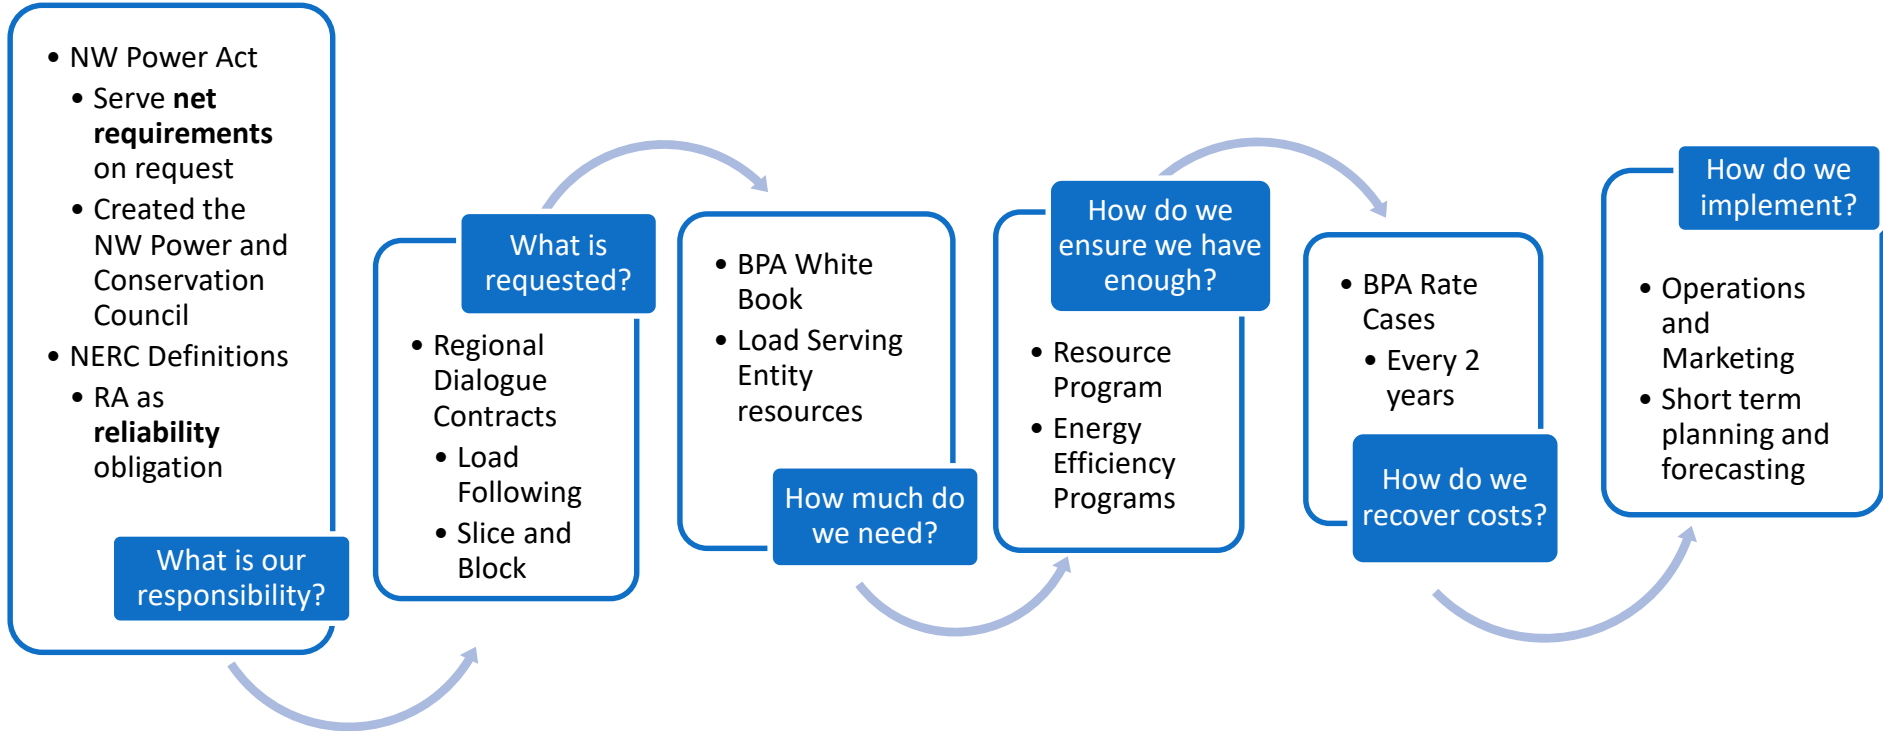 • NW Power Act
• Serve net
requirements
on request
• Created the
NW Power and
Conservation
Council
• NERC Definitions
• RA as
reliability
obligation
What is our
responsibility?
What is
requested?
• Regional
Dialogue
Contracts
• Load
Following
• Slice and
Block
• BPA White
Book
• Load Serving
Entity
resources
How much do
we need?
How do we
ensure we have
enough?
• Resource
Program
• Energy
Efficiency
Programs
• BPA Rate
Cases
• Every 2
years
How do we
recover costs?
How do we
implement?
• Operations
and
Marketing
• Short term
planning and
forecasting